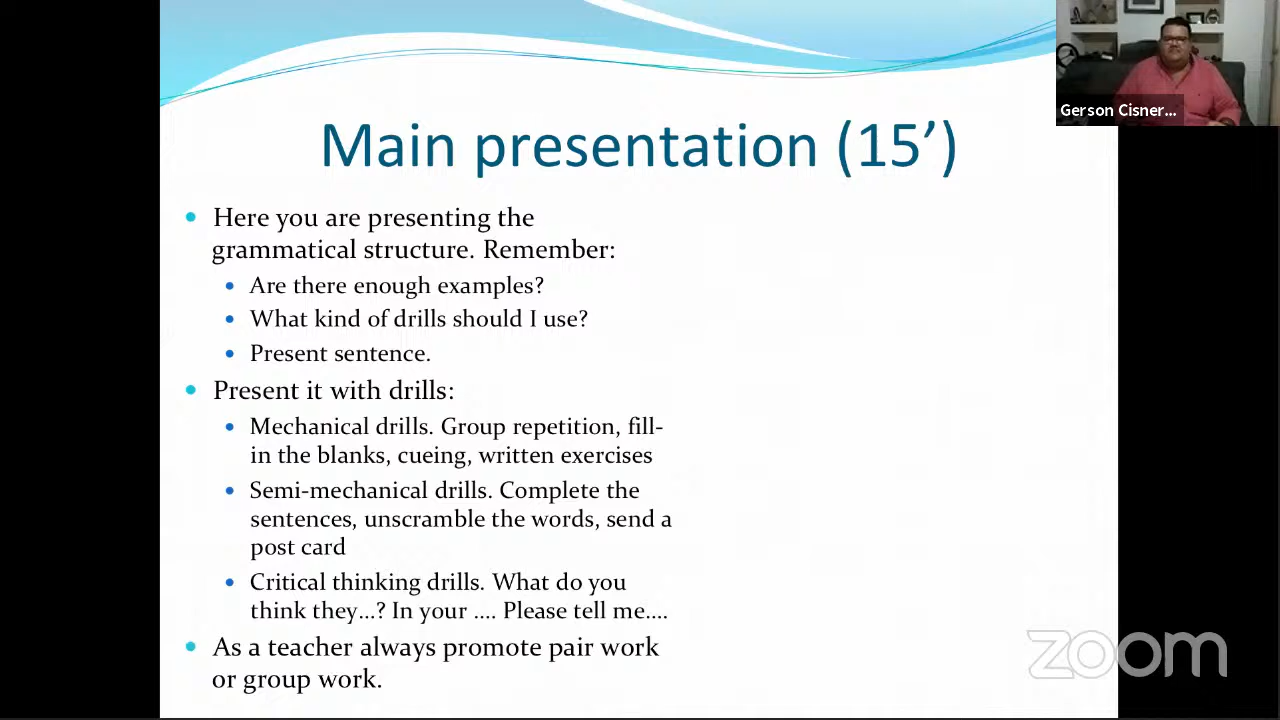 Gerson Cisner...
Main presentation (15’)
Here you are presenting the
grammatical structure. Remember:
Are there enough examples?
What kind of drills should I use?
Present sentence.
Present it with drills:
Mechanical drills. Group repetition, fill-
in the blanks, cueing, written exercises
Semi-mechanical drills. Complete the
sentences, unscramble the words, send a
post card
Critical thinking drills. What do you
think they...? In your .... Please tell me....
As a teacher always promote pair work
or group work.
zoom